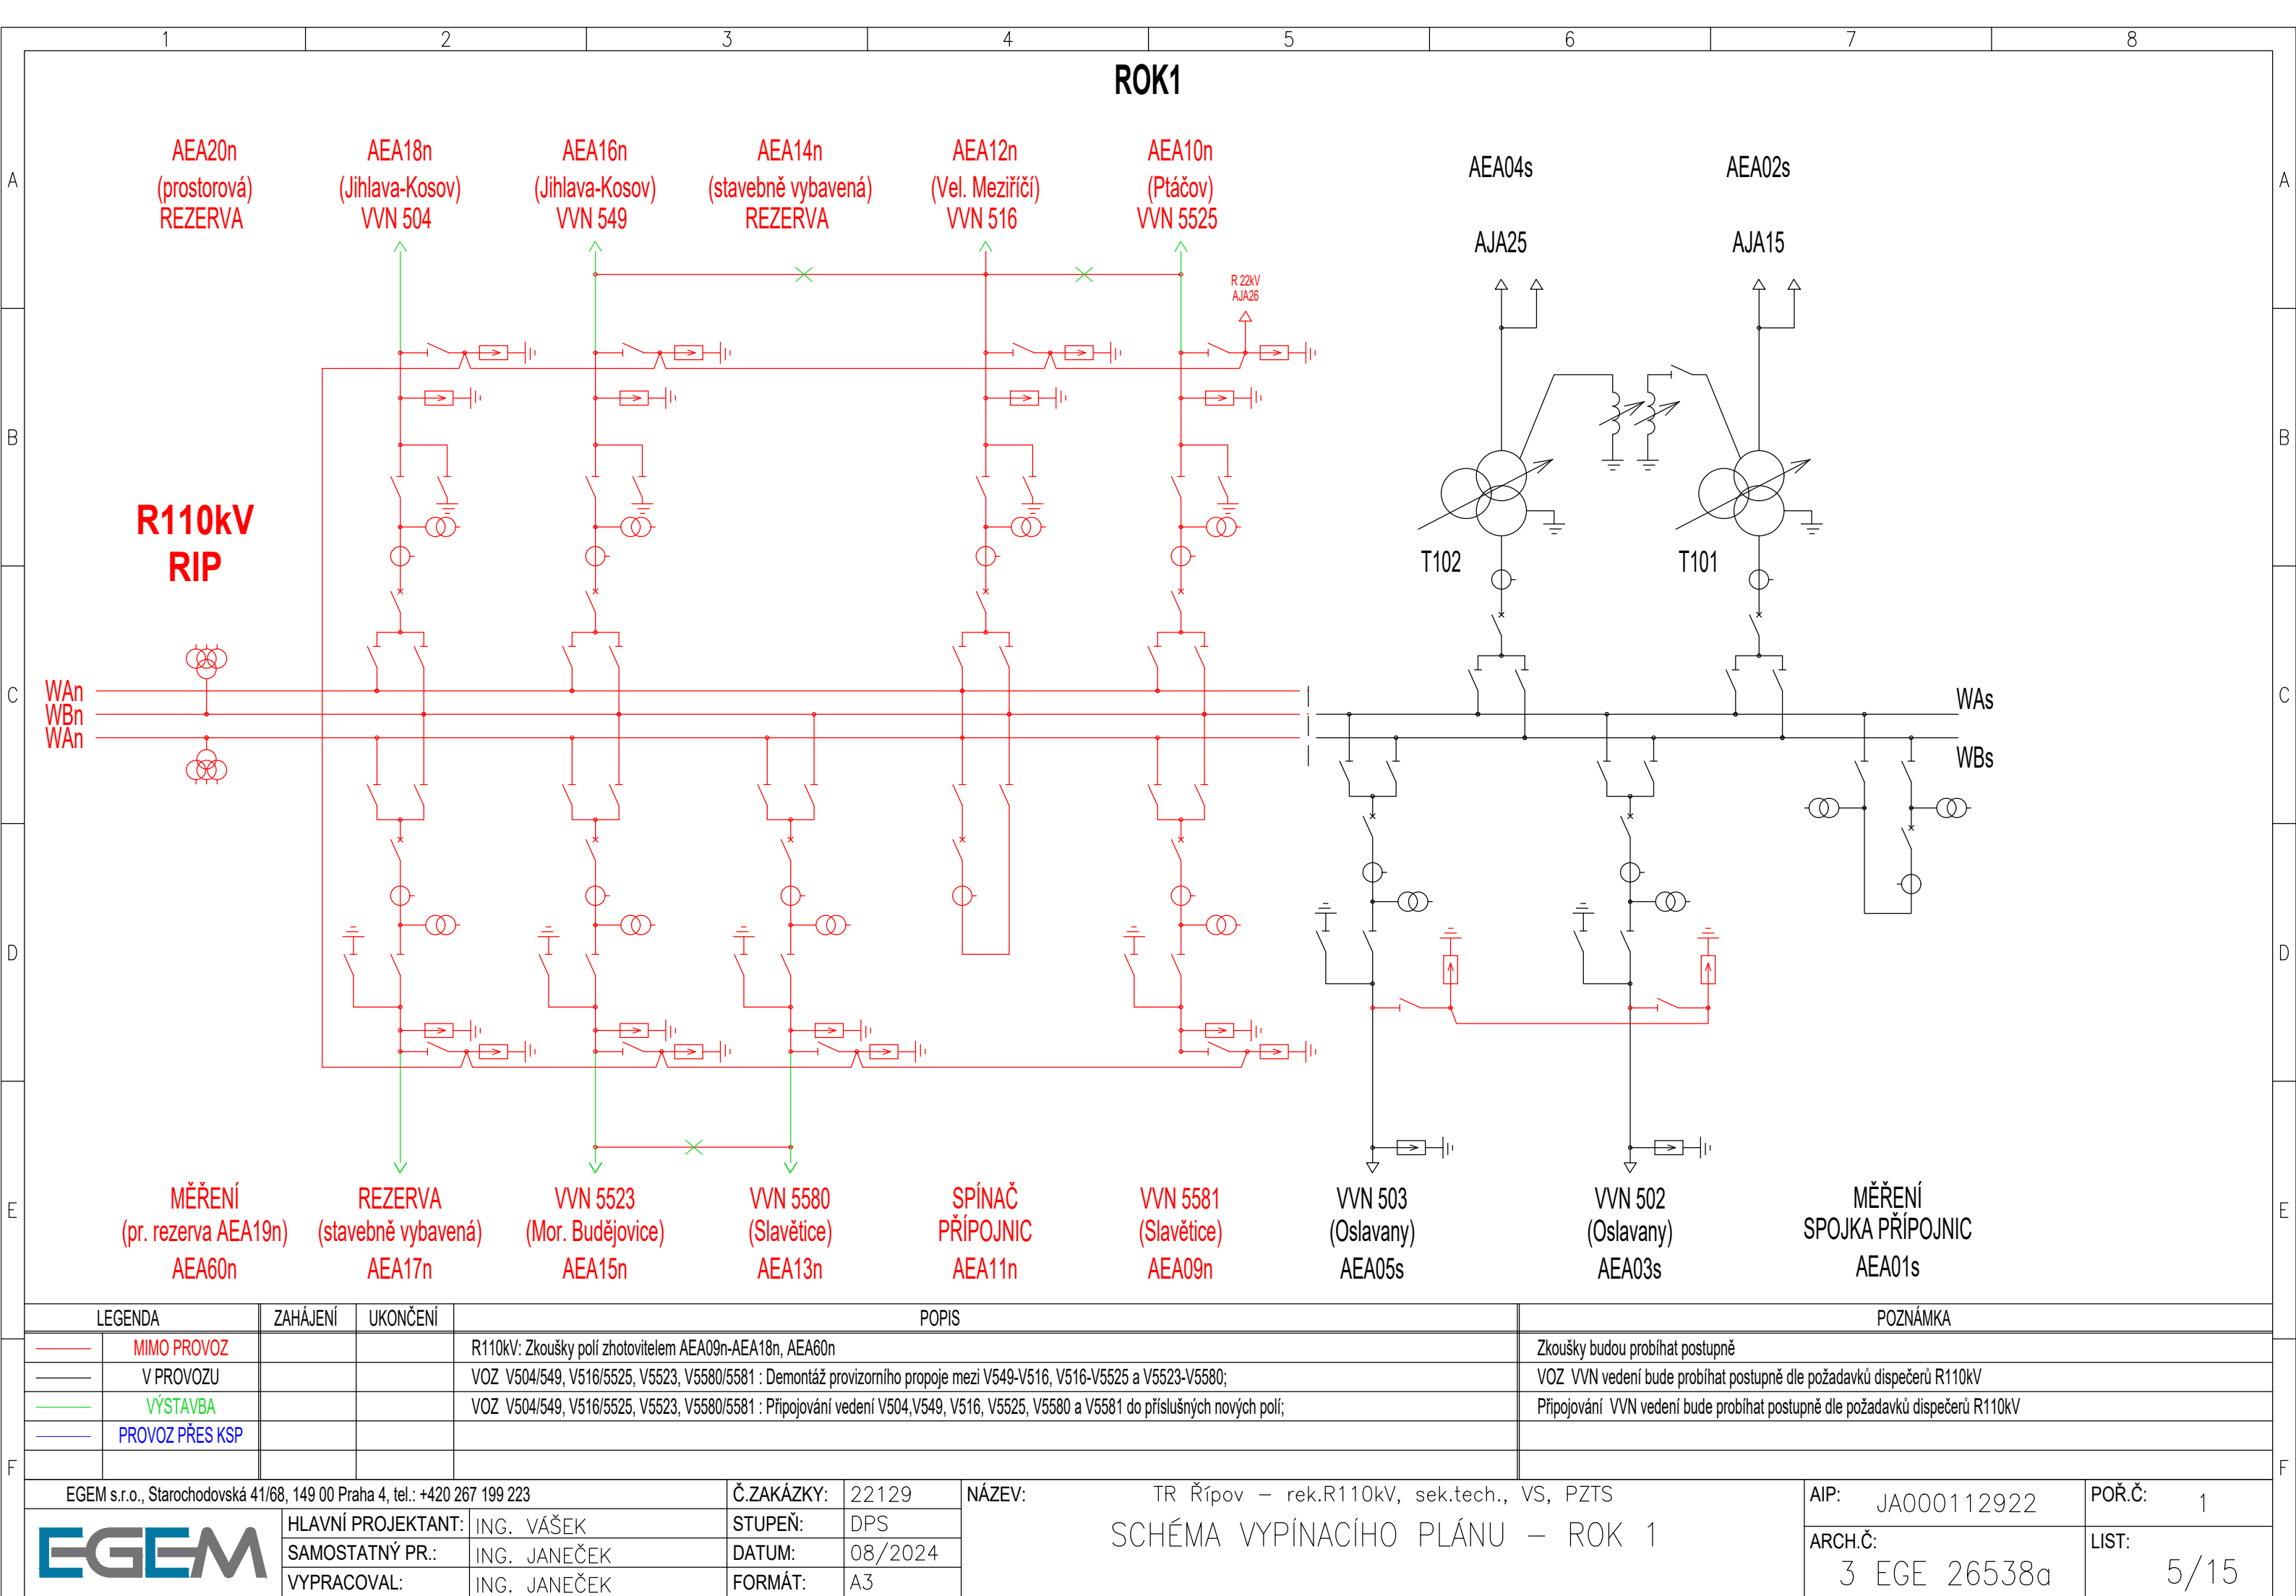 1 2 3 4 5 6 7 8
ROK1
A
A
AEA20n
(prostorová)
REZERVA
AEA18n
(Jihlava-Kosov)
VVN 504
AEA16n
(Jihlava-Kosov)
VVN 549
AEA14n
(stavebně vybavená)
REZERVA
AEA12n
(Vel. Meziříčí)
VVN 516
AEA10n
(Ptáčov)
VVN 5525
AEA04s
AJA25
AEA02s
AJA15
R 22kV
AJA26
B
B
R110kV
RIP
T102
T101
C
C
WAn
WBn
WAn
WAs
WBs
D
D
E
E
MĚŘENÍ
(pr. rezerva AEA19n)
AEA60n
REZERVA
(stavebně vybavená)
AEA17n
VVN 5523
(Mor. Budějovice)
AEA15n
VVN 5580
(Slavětice)
AEA13n
SPÍNAČ
PŘÍPOJNIC
AEA11n
VVN 5581
(Slavětice)
AEA09n
VVN 503
(Oslavany)
AEA05s
VVN 502
(Oslavany)
AEA03s
MĚŘENÍ
SPOJKA PŘÍPOJNIC
AEA01s
LEGENDA ZAHÁJENÍ UKONČENÍ POPIS POZNÁMKA
MIMO PROVOZ R110kV: Zkoušky polí zhotovitelem AEA09n-AEA18n, AEA60n Zkoušky budou probíhat postupně
V PROVOZU VOZ V504/549, V516/5525, V5523, V5580/5581 : Demontáž provizorního propoje mezi V549-V516, V516-V5525 a V5523-V5580; VOZ VVN vedení bude probíhat postupně dle požadavků dispečerů R110kV
VÝSTAVBA VOZ V504/549, V516/5525, V5523, V5580/5581 : Připojování vedení V504,V549, V516, V5525, V5580 a V5581 do příslušných nových polí; Připojování VVN vedení bude probíhat postupně dle požadavků dispečerů R110kV
PROVOZ PŘES KSP
F
F
EGEM s.r.o., Starochodovská 41/68, 149 00 Praha 4, tel.: +420 267 199 223
EGEM
HLAVNÍ PROJEKTANT: ING. VÁŠEK
SAMOSTATNÝ PR.: ING. JANEČEK
VYPRACOVAL: ING. JANEČEK
Č.ZAKÁZKY: 22129
STUPEŇ: DPS
DATUM: 08/2024
FORMÁT: A3
NÁZEV: TR Řípov – rek.R110kV, sek.tech., VS, PZTS
SCHÉMA VYPÍNACÍHO PLÁNU – ROK 1
AIP: JA000112922
POŘ.Č: 1
ARCH.Č: 3 EGE 26538a
LIST: 5/15